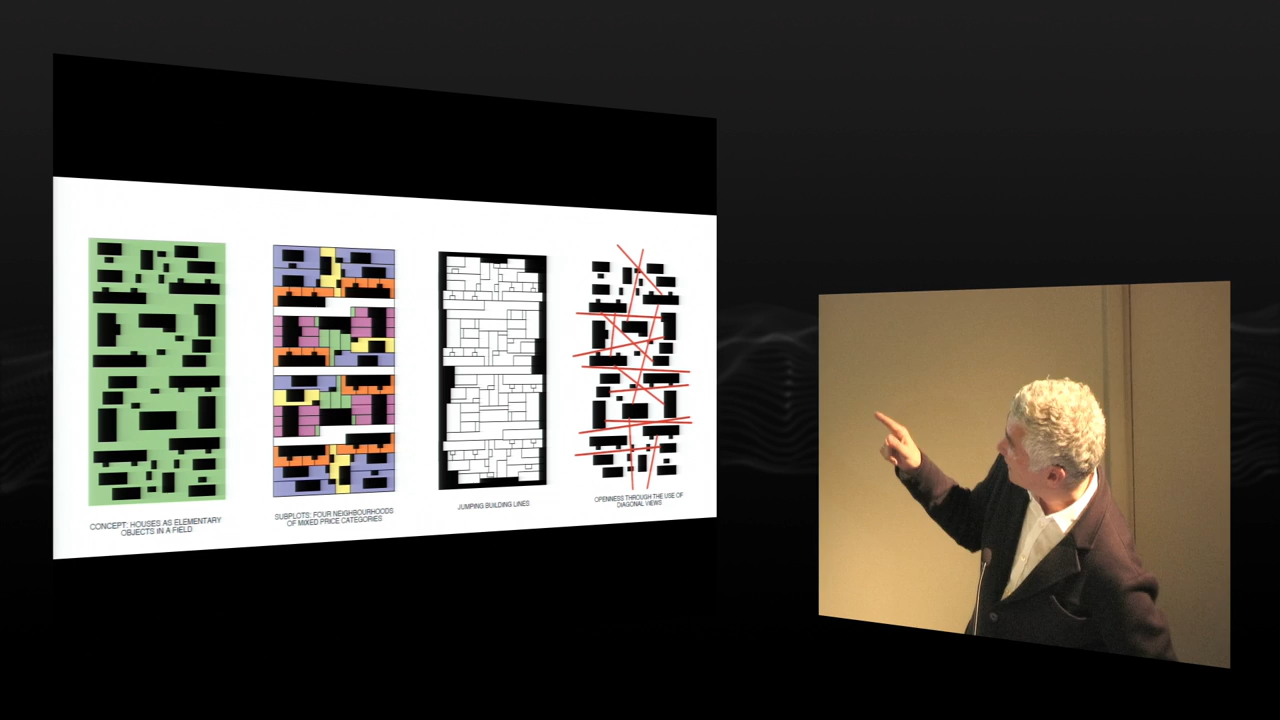 CONCEPT: HOUSES AS ELEMENTARY
OBJECTS IN A FIELD
SUBPLOTS: FOUR NEIGHBOURHOODS
OF MIXED PRICE CATEGORIES
JUMPING BUILDING LINES
OPENNESS THROUGH THE USE OF
DIAGONAL VIEWS